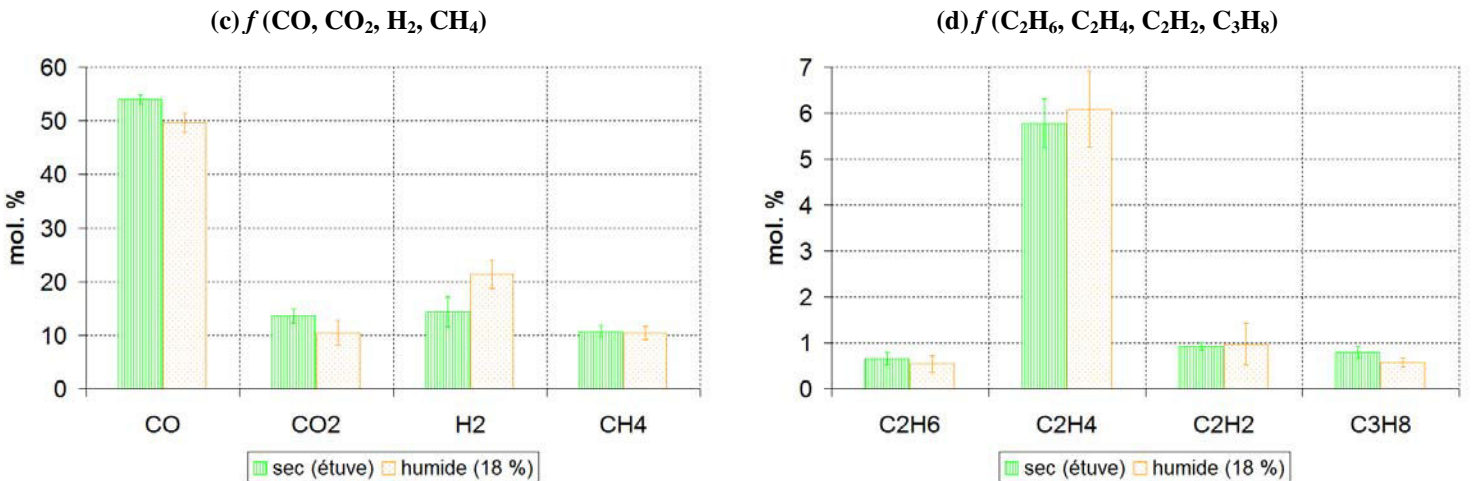 (c) f (CO, CO₂, H₂, CH₄)
60
50
40
30
20
10
0
mol. %
CO CO2 H2 CH4
sec (étuve) humide (18 %)
(d) f (C₂H₆, C₂H₄, C₂H₂, C₃H₈)
7
6
5
4
3
2
1
0
mol. %
C2H6 C2H4 C2H2 C3H8
sec (étuve) humide (18 %)